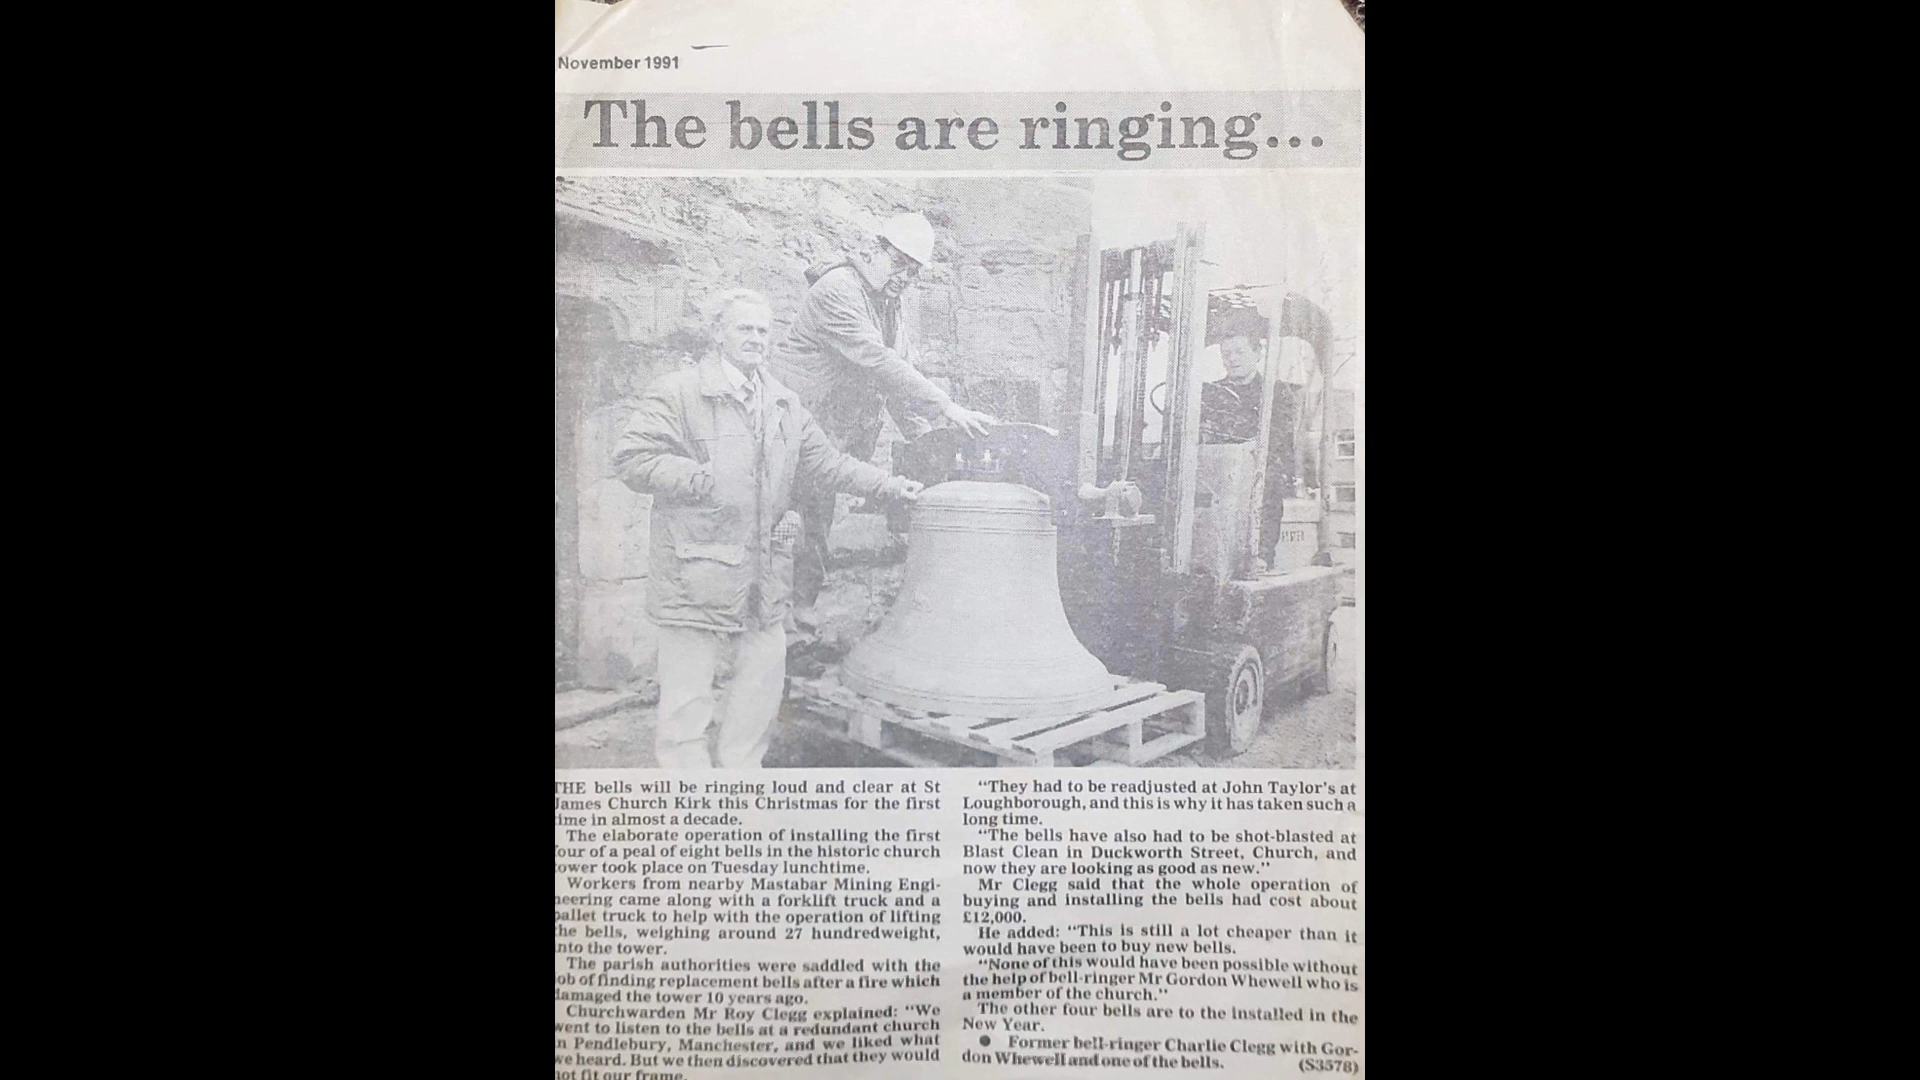 November 1991
The bells are ringing...
THE bells will be ringing loud and clear at St
James Church Kirk this Christmas for the first
time in almost a decade.
The elaborate operation of installing the first
four of a peal of eight bells in the historic church
tower took place on Tuesday lunchtime.
Workers from nearby Mastabar Mining Engi-
neering came along with a forklift truck and a
pallet truck to help with the operation of lifting
the bells, weighing around 27 hundredweight,
into the tower.
The parish authorities were saddled with the
job of finding replacement bells after a fire which
damaged the tower 10 years ago.
Churchwarden Mr Roy Clegg explained: "We
went to listen to the bells at a redundant church
in Pendlebury, Manchester, and we liked what
we heard. But we then discovered that they would
not fit our frame.
"They had to be readjusted at John Taylor's at
Loughborough, and this is why it has taken such a
long time.
"The bells have also had to be shot-blasted at
Blast Clean in Duckworth Street, Church, and
now they are looking as good as new."
Mr Clegg said that the whole operation of
buying and installing the bells had cost about
£12,000.
He added: "This is still a lot cheaper than it
would have been to buy new bells.
"None of this would have been possible without
the help of bell-ringer Mr Gordon Whewell who is
a member of the church."
The other four bells are to the installed in the
New Year.
● Former bell-ringer Charlie Clegg with Gor-
don Whewell and one of the bells. (S3578)